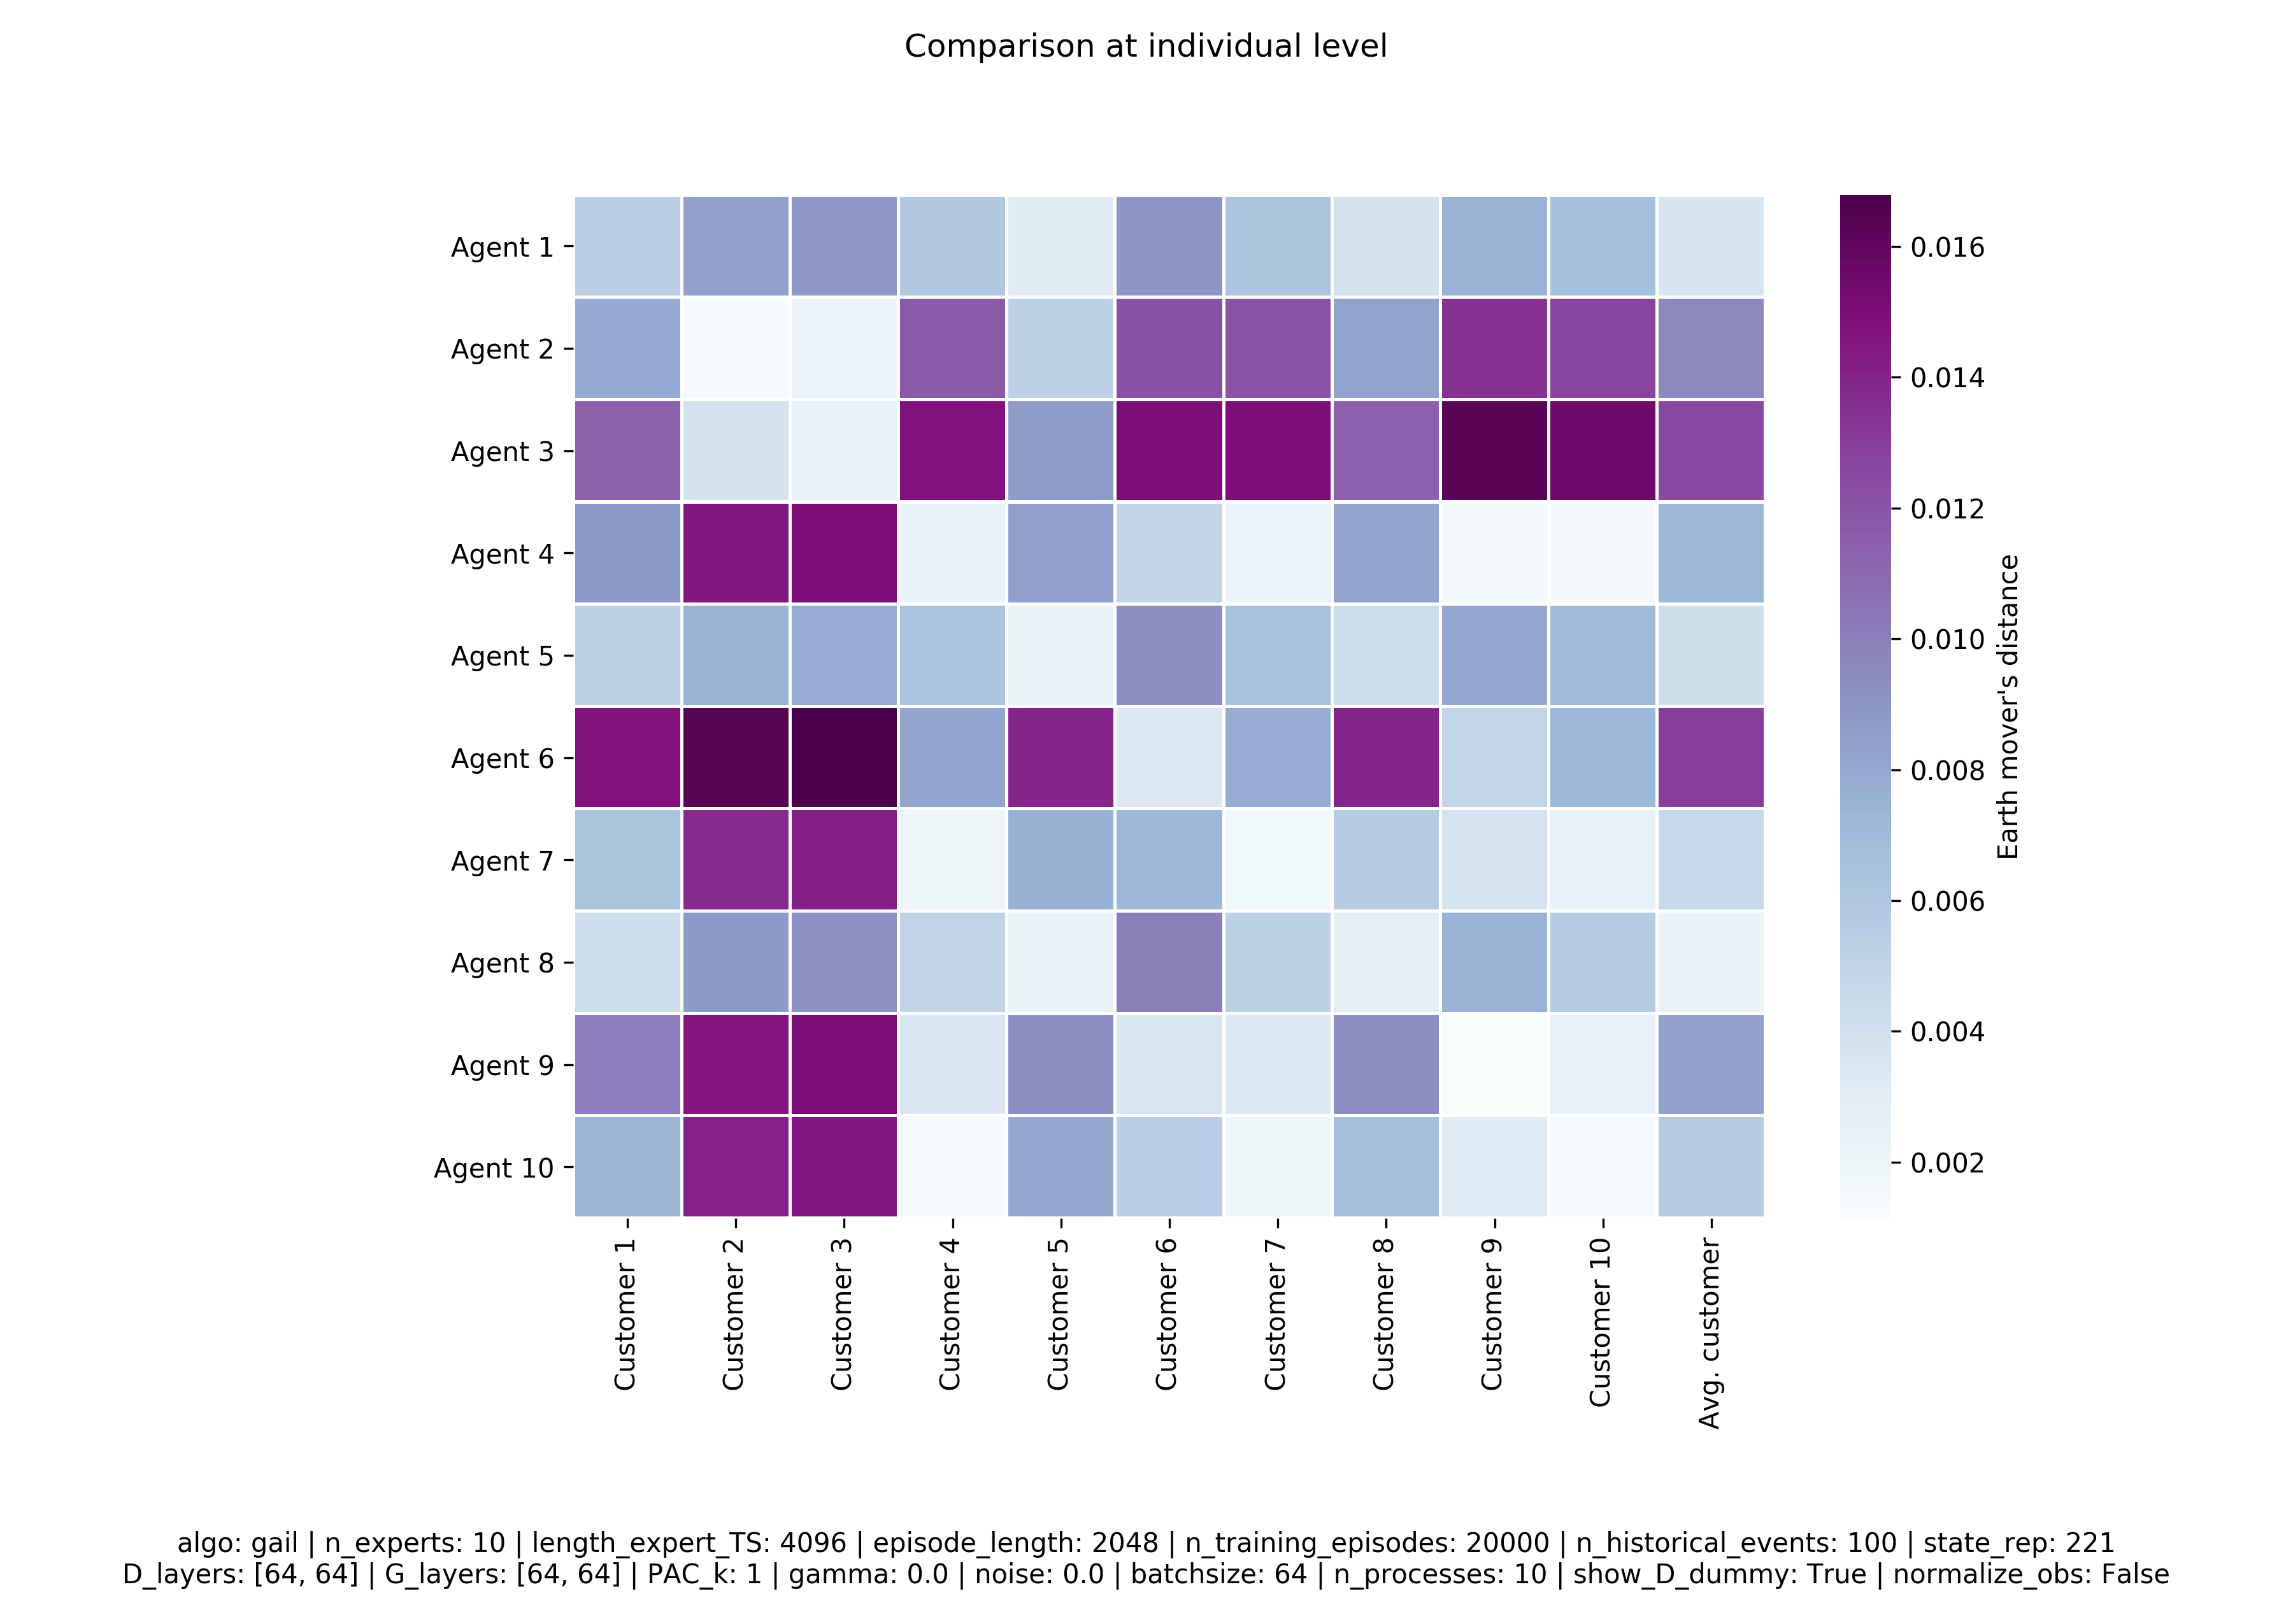 Comparison at individual level
Agent 1
Agent 2
Agent 3
Agent 4
Agent 5
Agent 6
Agent 7
Agent 8
Agent 9
Agent 10
Customer 1
Customer 2
Customer 3
Customer 4
Customer 5
Customer 6
Customer 7
Customer 8
Customer 9
Customer 10
Avg. customer
0.016
0.014
0.012
0.010
0.008
0.006
0.004
0.002
Earth mover's distance
algo: gail | n_experts: 10 | length_expert_TS: 4096 | episode_length: 2048 | n_training_episodes: 20000 | n_historical_events: 100 | state_rep: 221
D_layers: [64, 64] | G_layers: [64, 64] | PAC_k: 1 | gamma: 0.0 | noise: 0.0 | batchsize: 64 | n_processes: 10 | show_D_dummy: True | normalize_obs: False